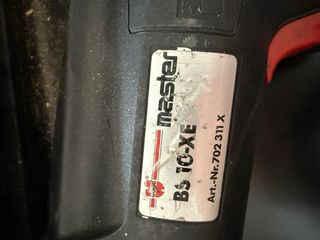 master
BS 10-XE
Art.-Nr. 702 311 X